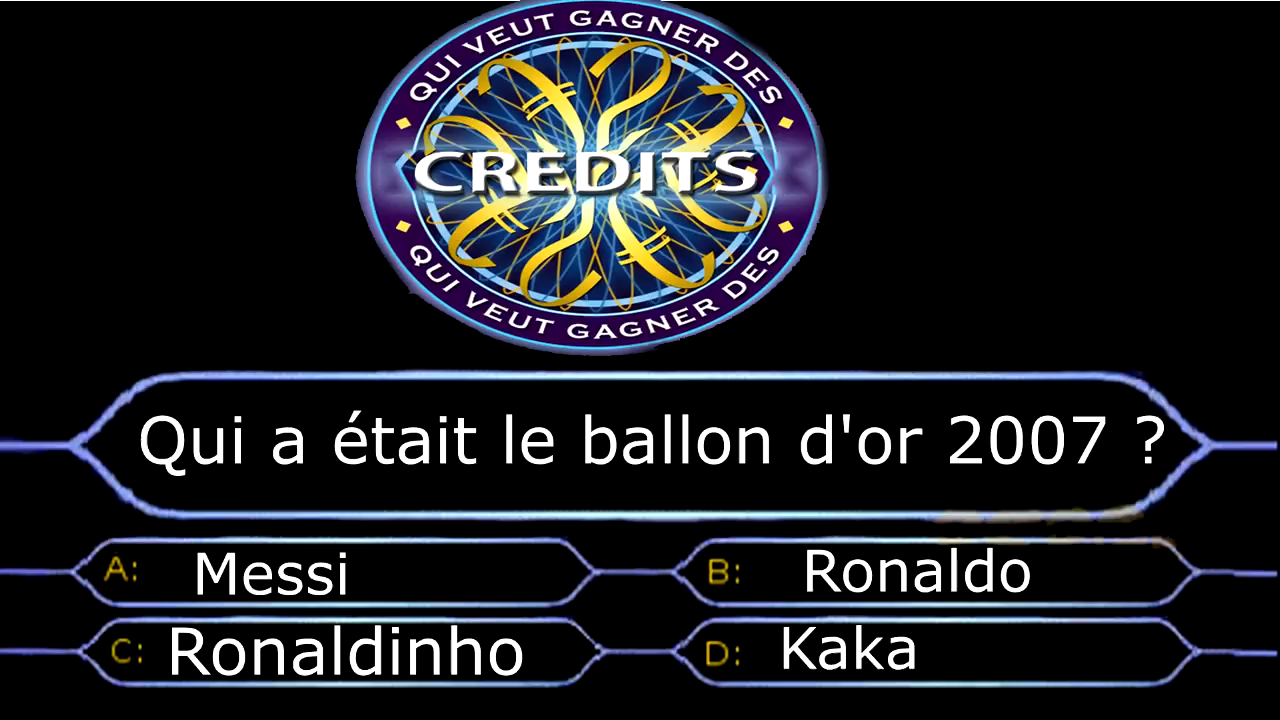 QUI VEUT GAGNER DES
CREDITS
QUI VEUT GAGNER DES
Qui a était le ballon d'or 2007 ?
A: Messi
B: Ronaldo
C: Ronaldinho
D: Kaka